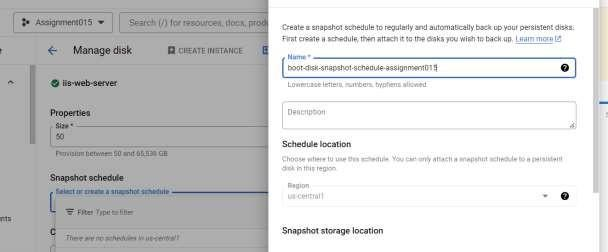 Assignment015
Search (/) for resources, docs, produ
Manage disk
CREATE INSTANCE
iis-web-server
Properties
Size *
50
Provision between 50 and 65,536 GB
Snapshot schedule
Select or create a snapshot schedule
Filter Type to filter
There are no schedules in us-central1
nts
Create a snapshot schedule to regularly and automatically back up your persistent disks.
First create a schedule, then attach it to the disks you wish to back up. Learn more
Name *
boot-disk-snapshot-schedule-assignment015
Lowercase letters, numbers, hyphens allowed
Description
Schedule location
Choose where to use this schedule. You can only attach a snapshot schedule to a persistent
disk in this region.
Region
us-central1
Snapshot storage location